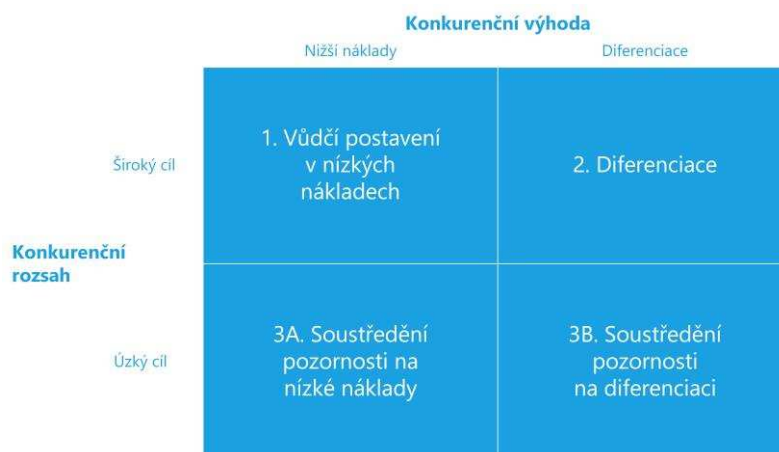 Konkurenční výhoda
Nižší náklady
Diferenciace
Široký cíl
1. Vůdčí postavení
v nízkých
nákladech
2. Diferenciace
Konkurenční
rozsah
Úzký cíl
3A. Soustředění
pozornosti na
nízké náklady
3B. Soustředění
pozornosti
na diferenciaci